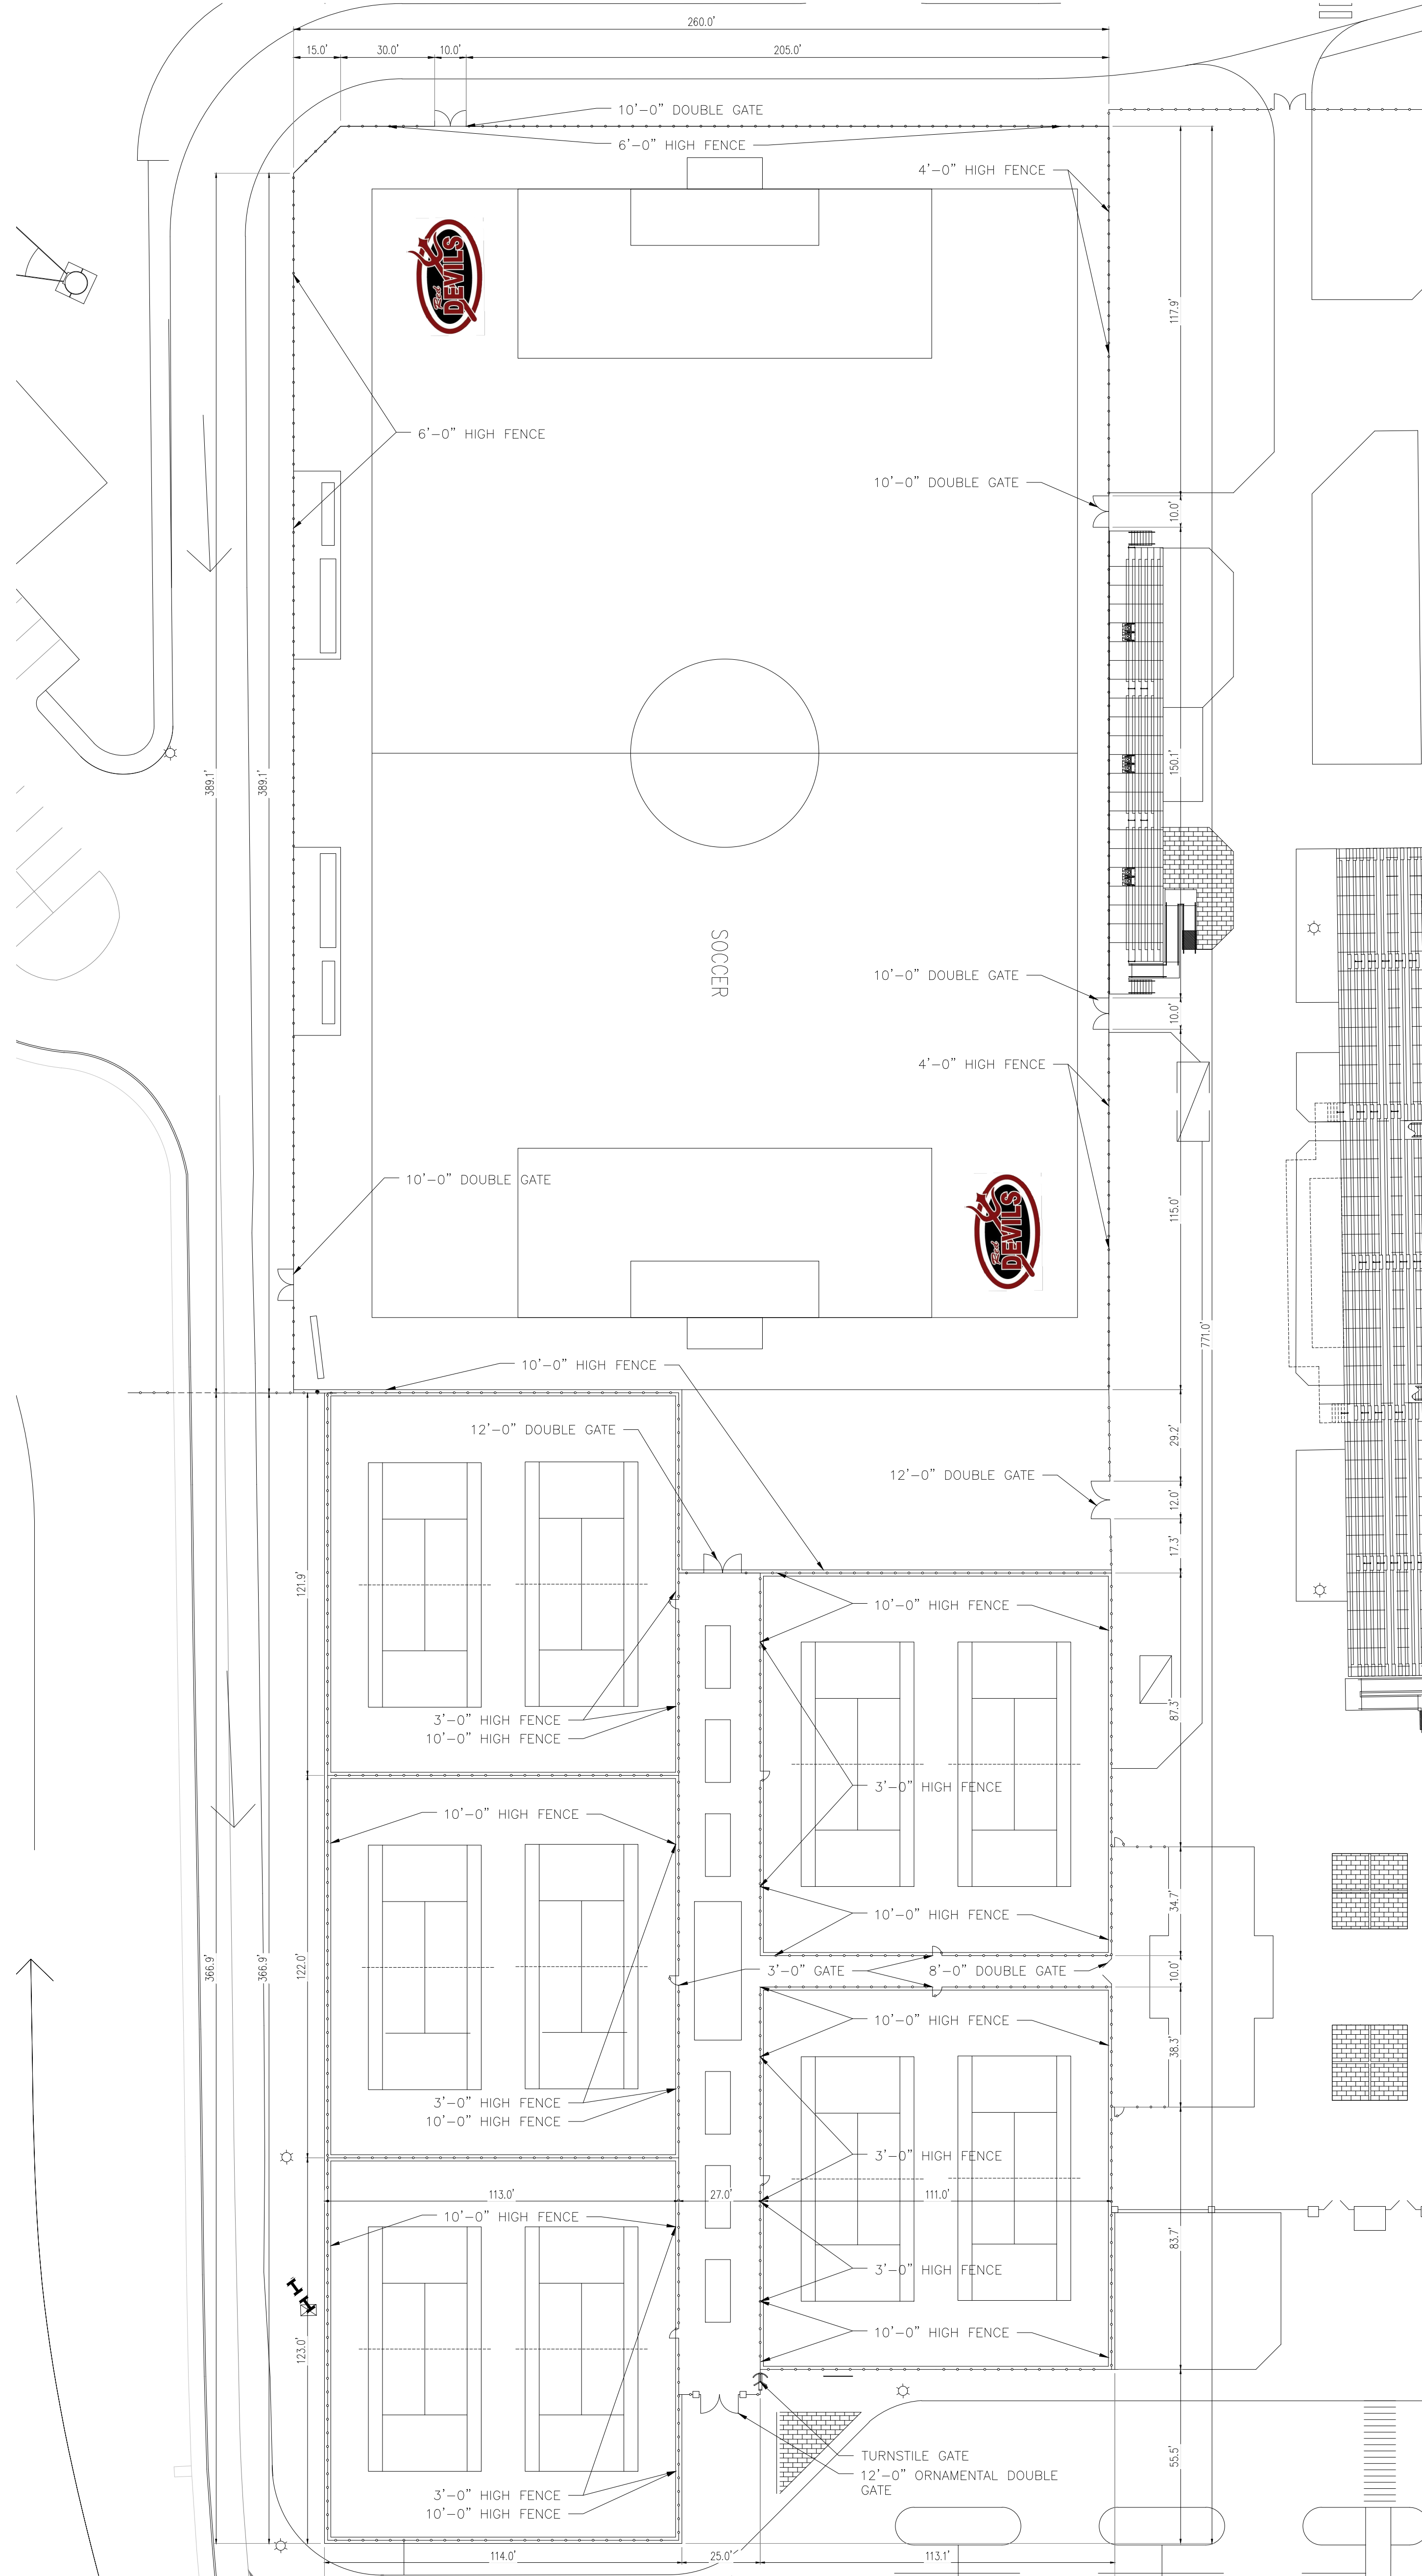 260.0'
15.0'
30.0'
10.0'
205.0'
10'-0" DOUBLE GATE
6'-0" HIGH FENCE
4'-0" HIGH FENCE
Red
DEVILS
117.9'
6'-0" HIGH FENCE
10'-0" DOUBLE GATE
10.0'
389.1'
389.1'
150.1'
SOCCER
10'-0" DOUBLE GATE
10.0'
4'-0" HIGH FENCE
10'-0" DOUBLE GATE
115.0'
Red
DEVILS
771.0'
10'-0" HIGH FENCE
12'-0" DOUBLE GATE
29.2'
12'-0" DOUBLE GATE
12.0'
17.3'
121.9'
10'-0" HIGH FENCE
3'-0" HIGH FENCE
10'-0" HIGH FENCE
87.3'
3'-0" HIGH FENCE
10'-0" HIGH FENCE
34.7'
10'-0" HIGH FENCE
366.9'
366.9'
122.0'
3'-0" GATE
8'-0" DOUBLE GATE
10.0'
10'-0" HIGH FENCE
38.3'
3'-0" HIGH FENCE
10'-0" HIGH FENCE
3'-0" HIGH FENCE
113.0'
27.0'
111.0'
10'-0" HIGH FENCE
83.7'
3'-0" HIGH FENCE
123.0'
10'-0" HIGH FENCE
TURNSTILE GATE
12'-0" ORNAMENTAL DOUBLE
GATE
55.5'
3'-0" HIGH FENCE
10'-0" HIGH FENCE
114.0'
25.0'
113.1'